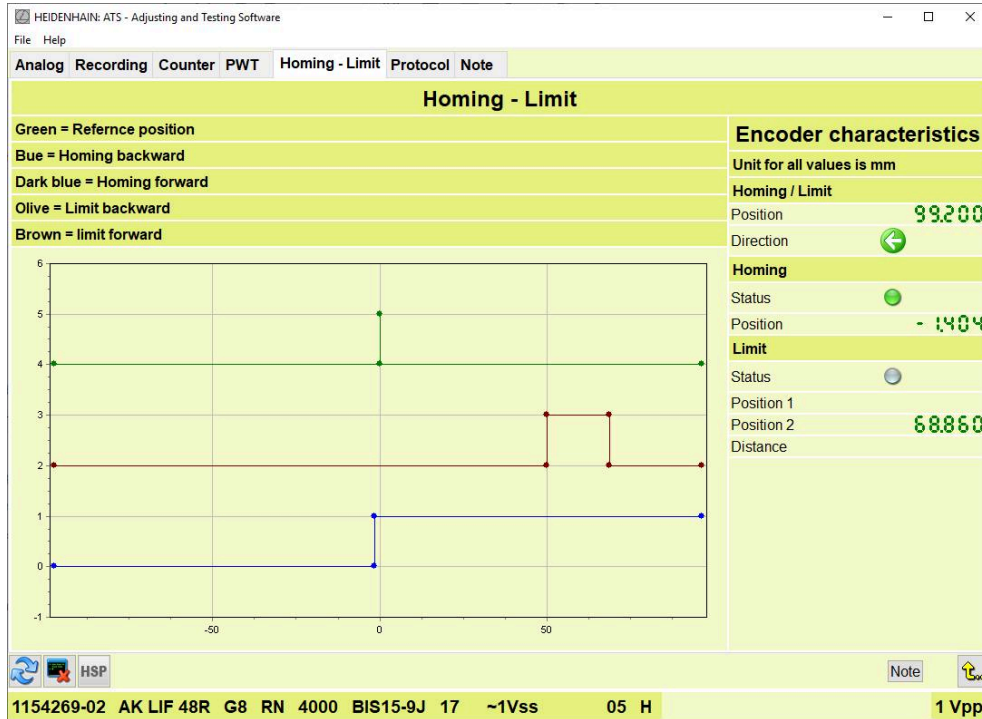 HEIDENHAIN: ATS - Adjusting and Testing Software
File Help
Analog Recording Counter PWT Homing - Limit Protocol Note
Homing - Limit
Green = Refernce position
Bue = Homing backward
Dark blue = Homing forward
Olive = Limit backward
Brown = limit forward
6
5
4
3
2
1
0
-1
-50 0 50
Encoder characteristics
Unit for all values is mm
Homing / Limit
Position 99.200
Direction
Homing
Status
Position - 1.404
Limit
Status
Position 1
Position 2 68.860
Distance
HSP
Note
1154269-02 AK LIF 48R G8 RN 4000 BIS15-9J 17 ~1Vss 05 H 1 Vpp